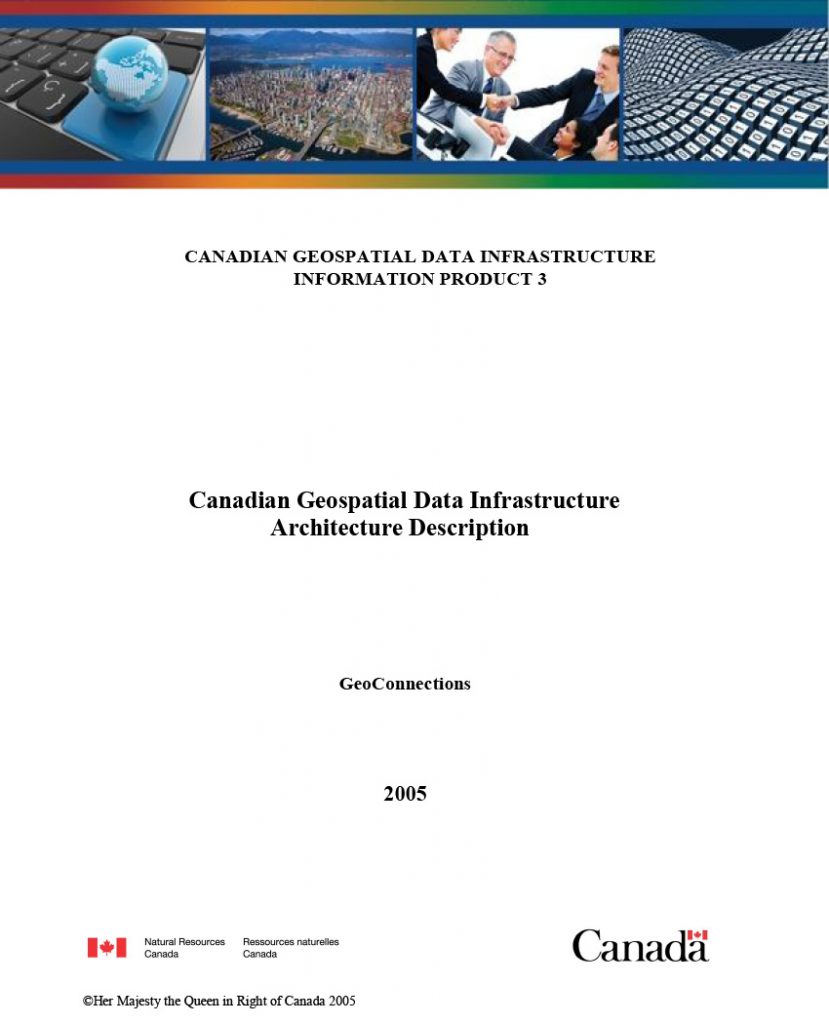 CANADIAN GEOSPATIAL DATA INFRASTRUCTURE
INFORMATION PRODUCT 3
Canadian Geospatial Data Infrastructure
Architecture Description
GeoConnections
2005
Natural Resources
Canada
Ressources naturelles
Canada
Canada
©Her Majesty the Queen in Right of Canada 2005